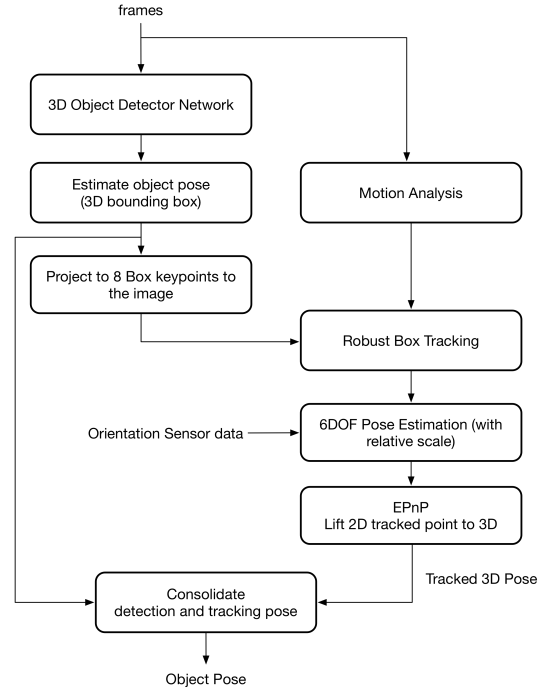 frames
3D Object Detector Network
Estimate object pose
(3D bounding box)
Motion Analysis
Project to 8 Box keypoints to
the image
Robust Box Tracking
Orientation Sensor data
6DOF Pose Estimation (with
relative scale)
EPnP
Lift 2D tracked point to 3D
Tracked 3D Pose
Consolidate
detection and tracking pose
Object Pose